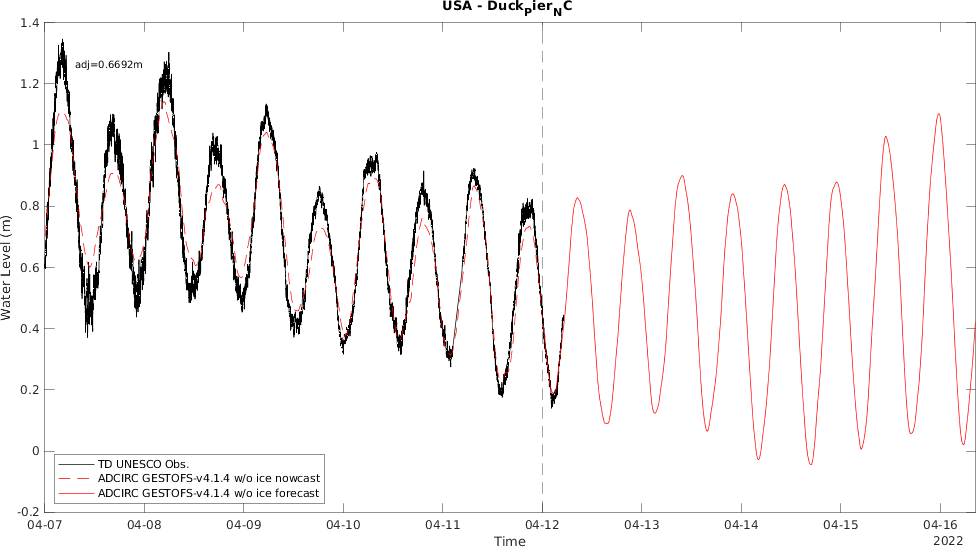 USA - Duck_Pier_NC
1.4
1.2
1
0.8
0.6
0.4
0.2
0
-0.2
Water Level (m)
adj=0.6692m
TD UNESCO Obs.
ADCIRC GESTOFS-v4.1.4 w/o ice nowcast
ADCIRC GESTOFS-v4.1.4 w/o ice forecast
04-07 04-08 04-09 04-10 04-11 04-12 04-13 04-14 04-15 04-16
Time
2022